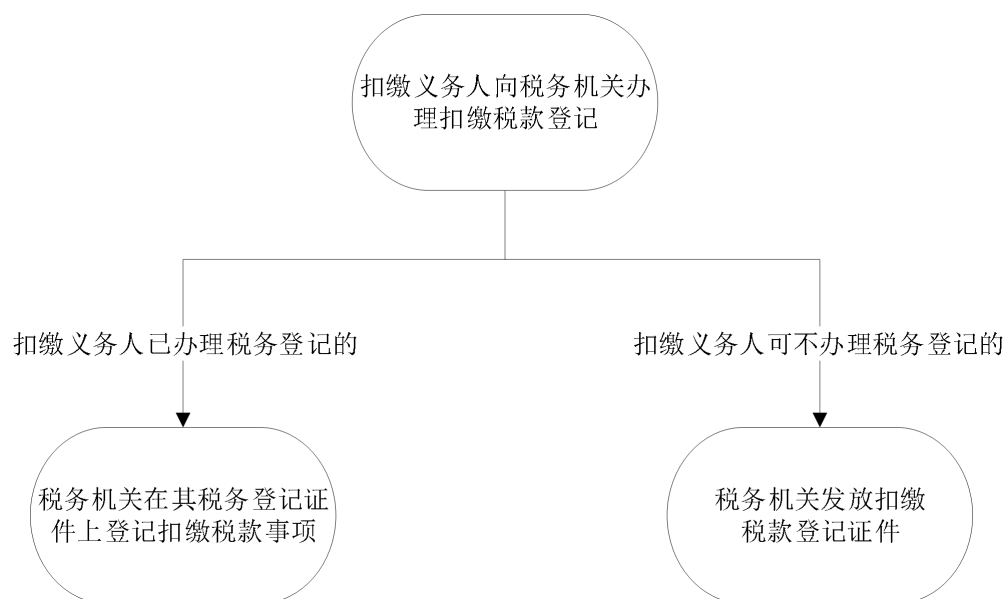 扣缴义务人向税务机关办
理扣缴税款登记
扣缴义务人已办理税务登记的
扣缴义务人可不办理税务登记的
税务机关在其税务登记证
件上登记扣缴税款事项
税务机关发放扣缴
税款登记证件